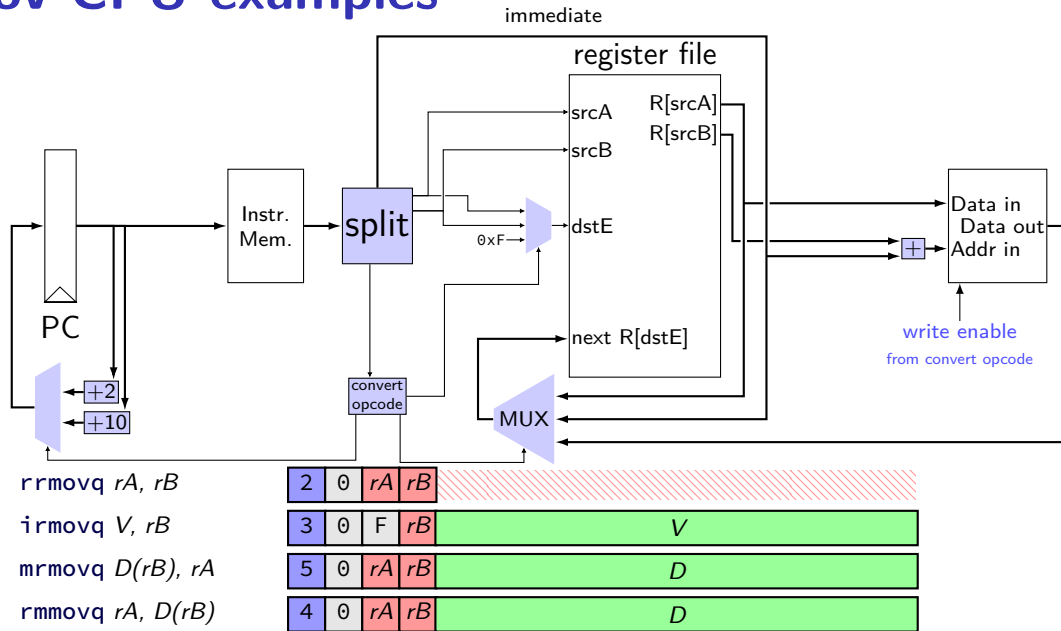 examples
immediate
register file
srcA
R[srcA]
R[srcB]
srcB
Instr.
Mem.
split
dstE
0xF
Data in
Data out
Addr in
+
PC
next R[dstE]
write enable
from convert opcode
+2
+10
convert
opcode
MUX
rrmovq rA, rB 2 0 rA rB
irmovq V, rB 3 0 F rB V
mrmovq D(rB), rA 5 0 rA rB D
rmmovq rA, D(rB) 4 0 rA rB D